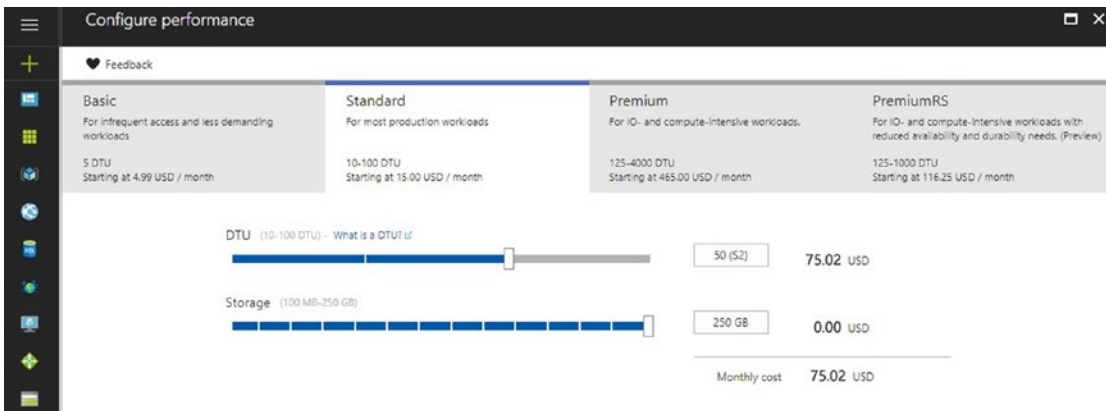 Configure performance
Feedback
Basic
For infrequent access and less demanding
workloads
5 DTU
Starting at 4.99 USD / month
Standard
For most production workloads
10-100 DTU
Starting at 15.00 USD / month
Premium
For IO- and compute-intensive workloads.
125-4000 DTU
Starting at 465.00 USD / month
PremiumRS
For IO- and compute-intensive workloads with
reduced availability and durability needs. (Preview)
125-1000 DTU
Starting at 116.25 USD / month
DTU (10-100 DTU) - What is a DTU?
50 (S2) 75.02 USD
Storage (100 MB-250 GB)
250 GB 0.00 USD
Monthly cost 75.02 USD